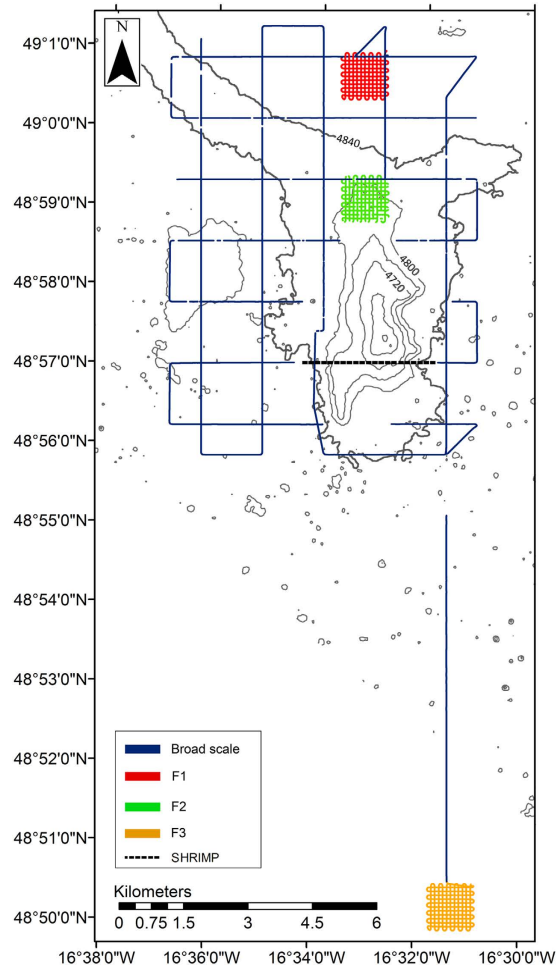 N
49°1'0"N
49°0'0"N
48°59'0"N
48°58'0"N
48°57'0"N
48°56'0"N
48°55'0"N
48°54'0"N
48°53'0"N
48°52'0"N
48°51'0"N
48°50'0"N
4840
4800
4720
Broad scale
F1
F2
F3
SHRIMP
Kilometers
0 0.75 1.5 3 4.5 6
16°38'0"W 16°36'0"W 16°34'0"W 16°32'0"W 16°30'0"W